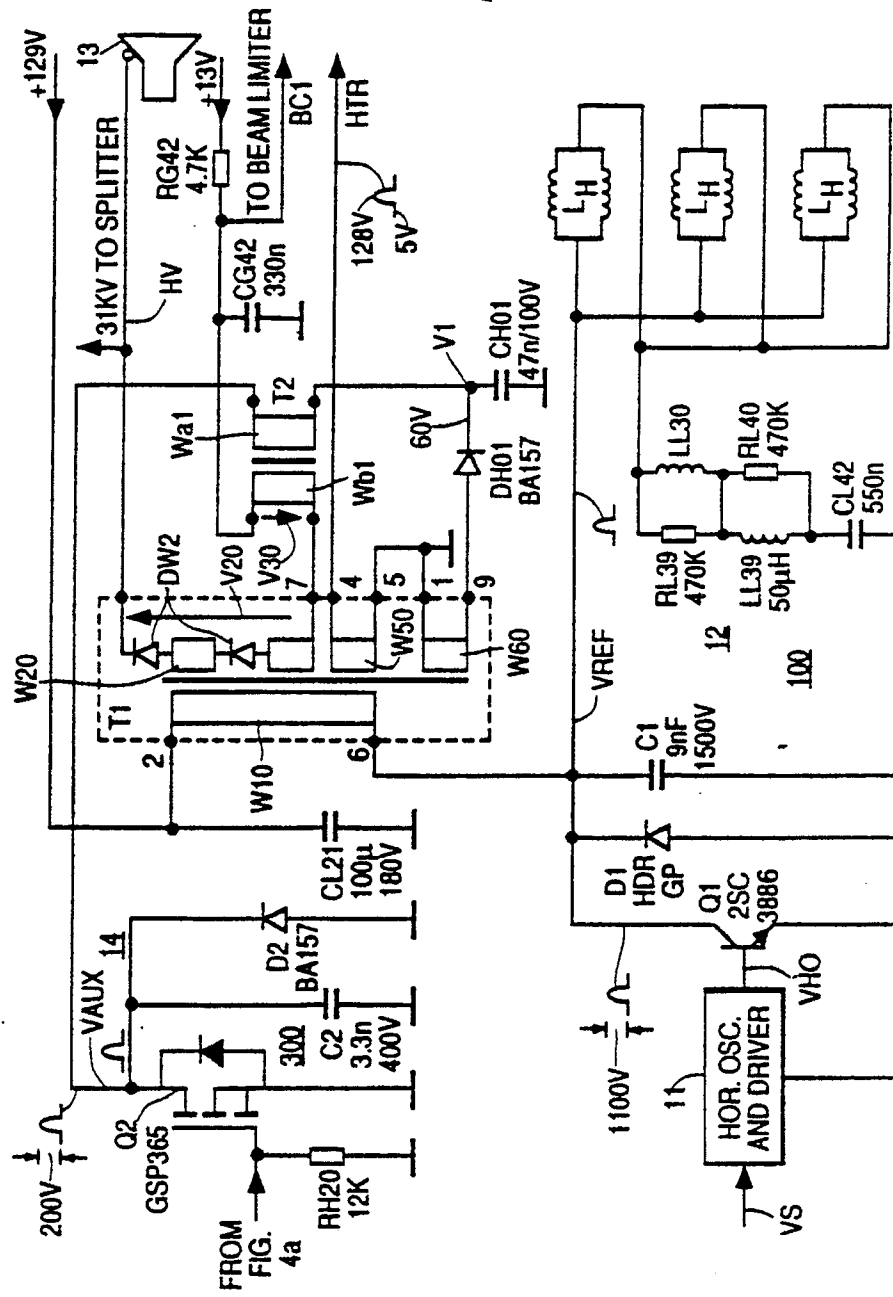 +129V
13
31KV TO SPLITTER
HV
+13V
RG42
4.7K
TO BEAM LIMITER
BC1
CG42
330n
HTR
128V
5V
W20
DW2
V20
V30
T1
2
W10
6
7
4
5
1
9
W50
W60
Wa1
T2
Wb1
V1
60V
DH01
BA157
CH01
47n/100V
200V
VAUX
14
Q2
GSP365
FROM
FIG.
4a
RH20
12K
300
C2
3.3n
400V
D2
BA157
CL21
100µ
180V
VREF
LH
LH
LH
LL30
RL39
470K
RL40
470K
LL39
50µH
CL42
550n
12
100
C1
9nF
1500V
D1
HDR
GP
Q1
2SC
3886
VHO
1100V
11
HOR. OSC.
AND DRIVER
VS